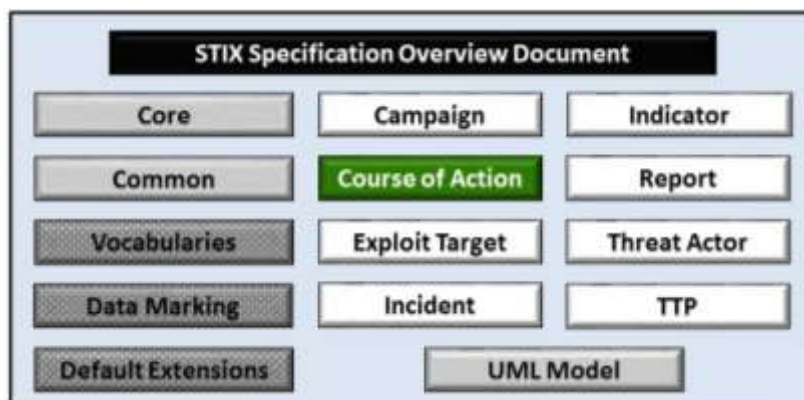 STIX Specification Overview Document
Core Campaign Indicator
Common Course of Action Report
Vocabularies Exploit Target Threat Actor
Data Marking Incident TTP
Default Extensions UML Model